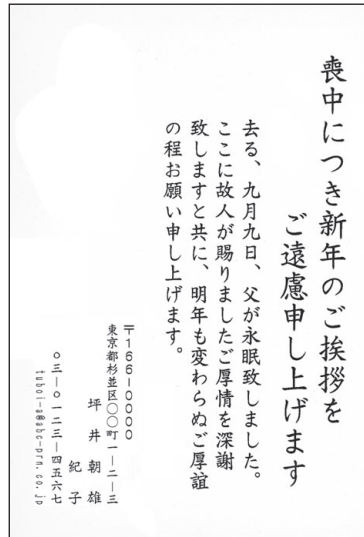 喪中につき新年のご挨拶を
ご遠慮申し上げます
去る、九月九日、父が永眠致しました。
ここに故人が賜りましたご厚情を深謝
致しますと共に、明年も変わらぬご厚誼
の程お願い申し上げます。
〒166-0000
東京都杉並区〇〇町一-二-三
坪井朝雄
紀子
〇三-〇一二三-四五六七
tuboi-a@abc-prn.co.jp